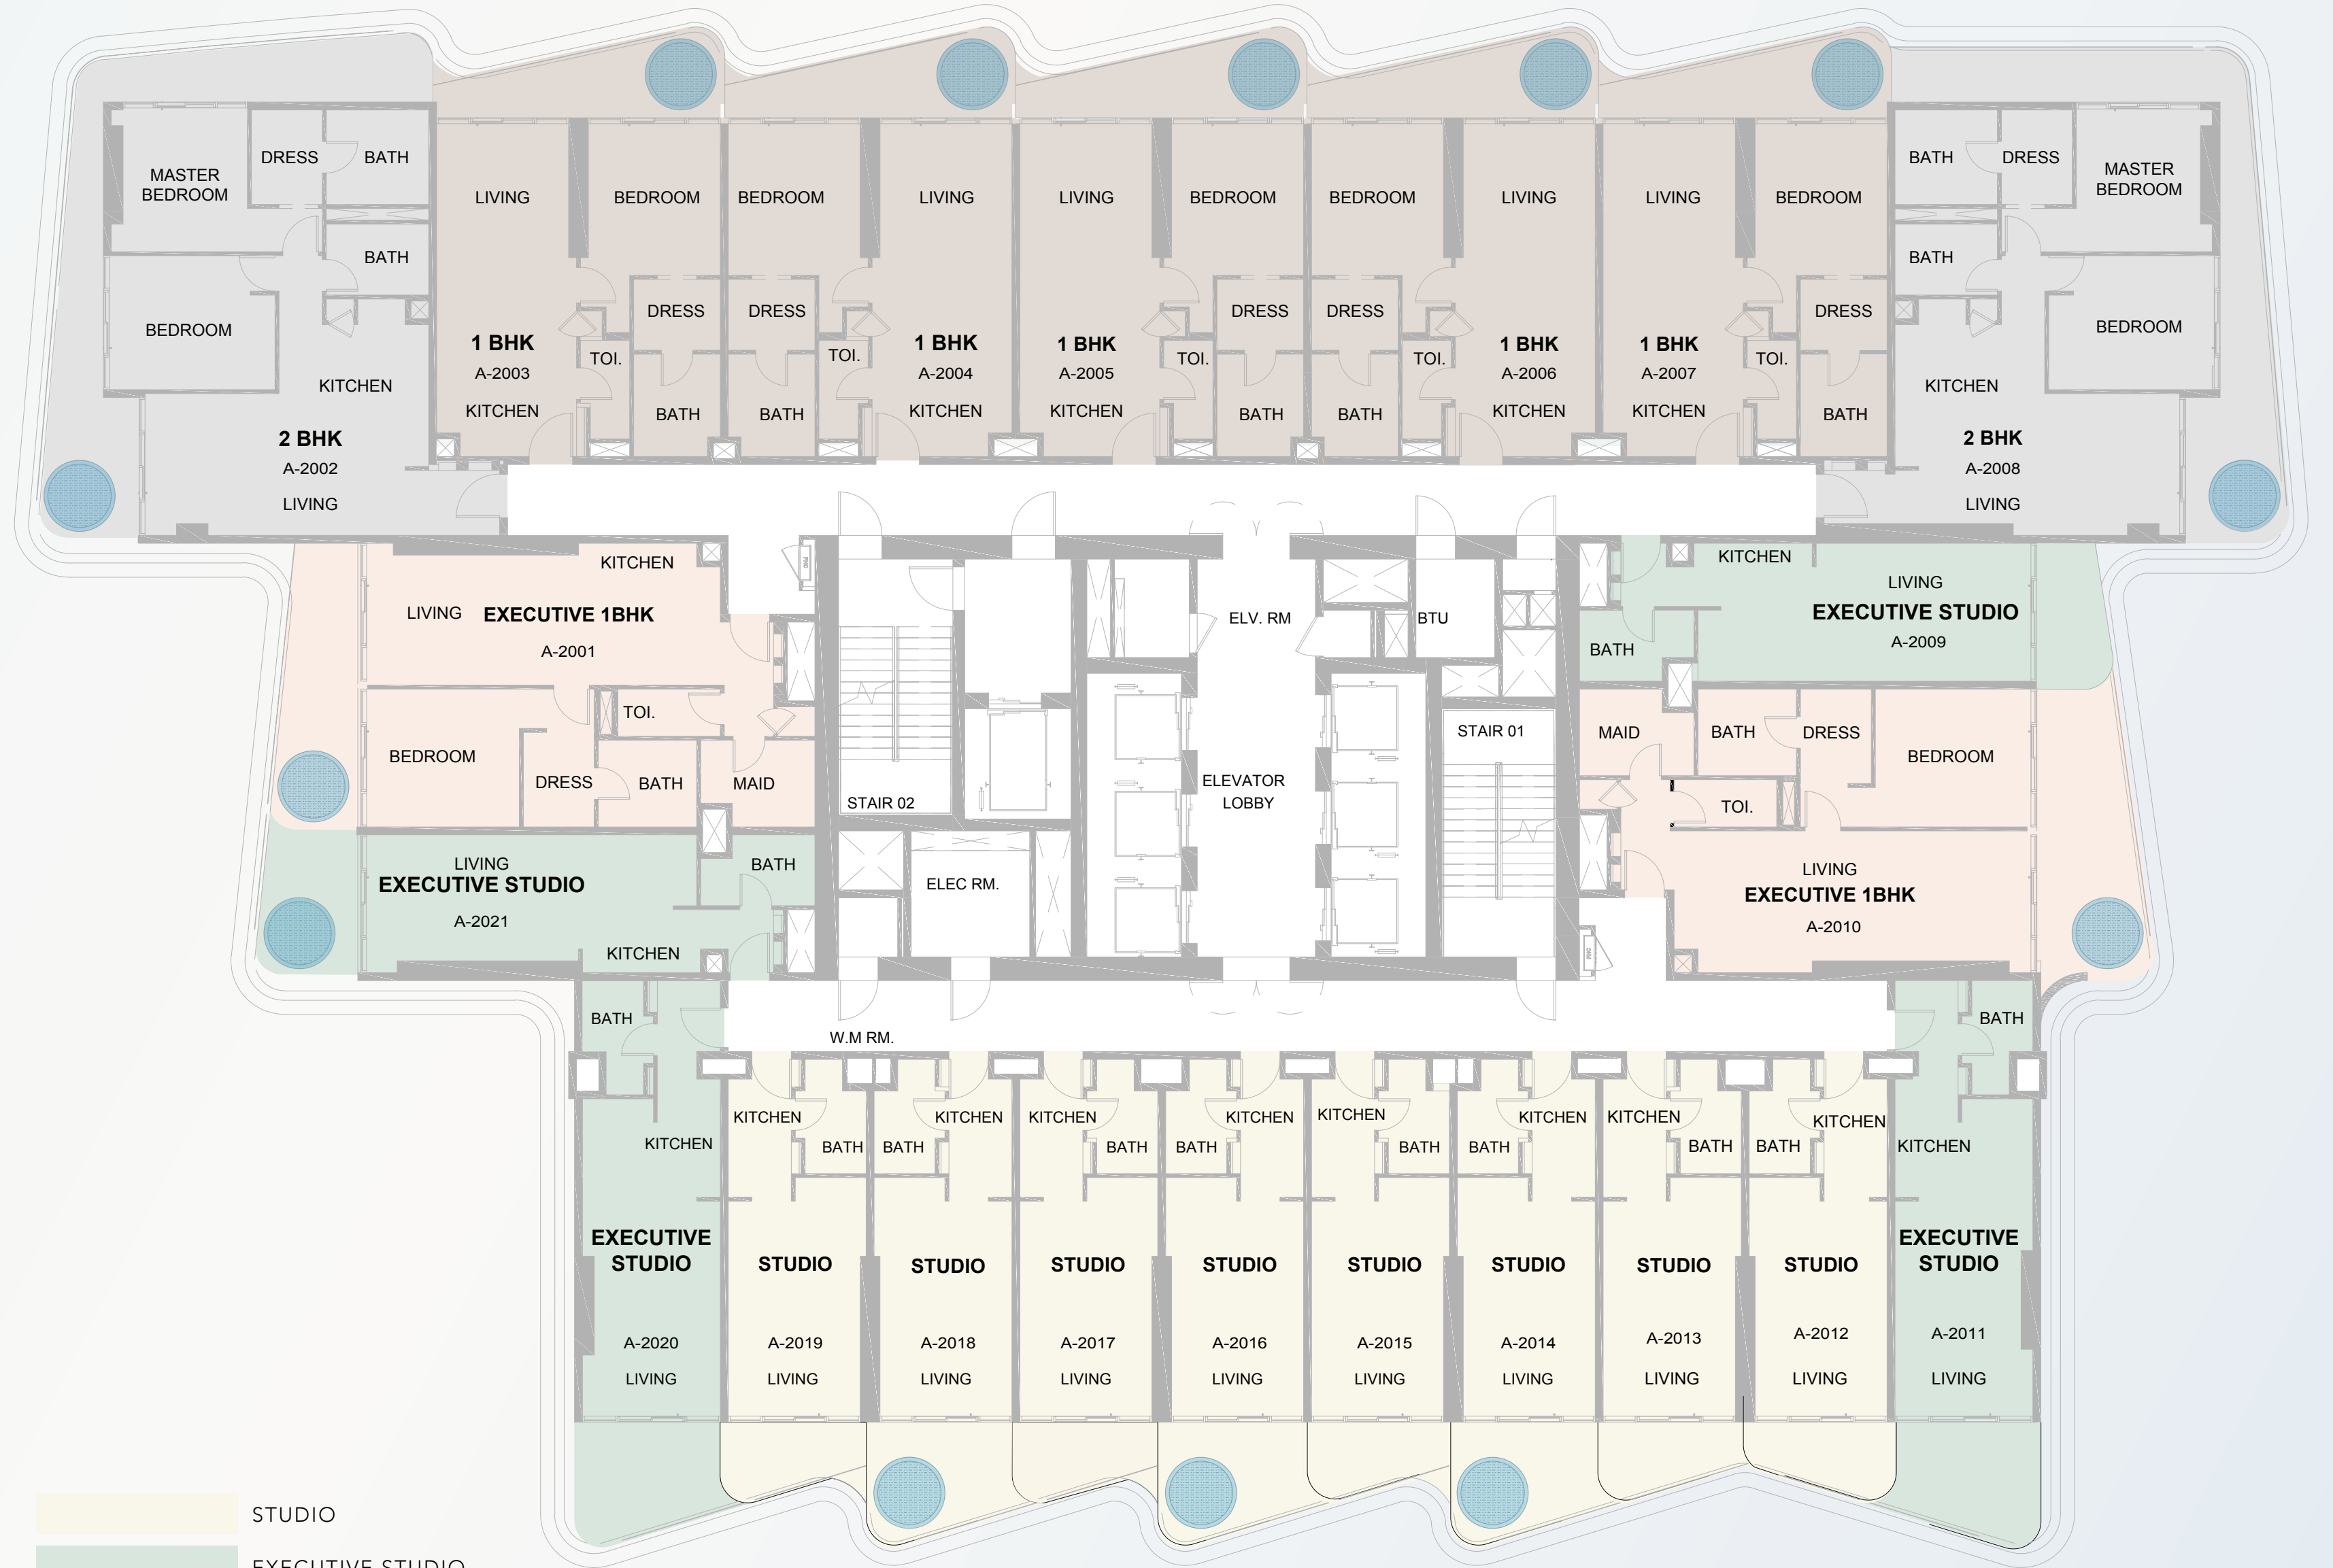 MASTER
BEDROOM
DRESS
BATH
BATH
BEDROOM
KITCHEN
2 BHK
A-2002
LIVING
LIVING
BEDROOM
DRESS
TOI.
1 BHK
A-2003
KITCHEN
BATH
BEDROOM
LIVING
DRESS
TOI.
1 BHK
A-2004
KITCHEN
BATH
LIVING
BEDROOM
DRESS
TOI.
1 BHK
A-2005
KITCHEN
BATH
BEDROOM
LIVING
DRESS
TOI.
1 BHK
A-2006
KITCHEN
BATH
LIVING
BEDROOM
DRESS
TOI.
1 BHK
A-2007
KITCHEN
BATH
BATH
DRESS
MASTER
BEDROOM
BATH
BEDROOM
KITCHEN
2 BHK
A-2008
LIVING
KITCHEN
LIVING
EXECUTIVE 1BHK
A-2001
TOI.
BEDROOM
DRESS
BATH
MAID
LIVING
EXECUTIVE STUDIO
A-2021
KITCHEN
BATH
STAIR 02
ELEC RM.
ELV. RM
BTU
ELEVATOR
LOBBY
STAIR 01
W.M RM.
KITCHEN
LIVING
EXECUTIVE STUDIO
A-2009
BATH
MAID
BATH
DRESS
BEDROOM
TOI.
LIVING
EXECUTIVE 1BHK
A-2010
BATH
KITCHEN
EXECUTIVE
STUDIO
A-2020
LIVING
KITCHEN
BATH
STUDIO
A-2019
LIVING
KITCHEN
BATH
STUDIO
A-2018
LIVING
KITCHEN
BATH
STUDIO
A-2017
LIVING
KITCHEN
BATH
STUDIO
A-2016
LIVING
KITCHEN
BATH
STUDIO
A-2015
LIVING
KITCHEN
BATH
STUDIO
A-2014
LIVING
KITCHEN
BATH
STUDIO
A-2013
LIVING
KITCHEN
BATH
STUDIO
A-2012
LIVING
BATH
KITCHEN
EXECUTIVE
STUDIO
A-2011
LIVING
STUDIO
EXECUTIVE STUDIO